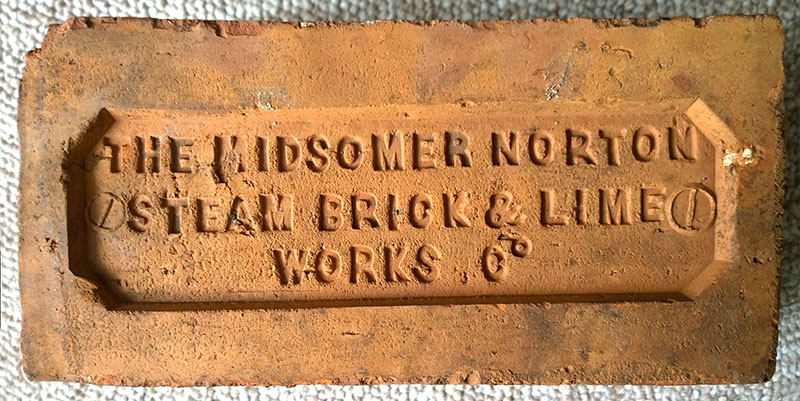 THE MIDSOMER NORTON
STEAM BRICK & LIME
WORKS Cº